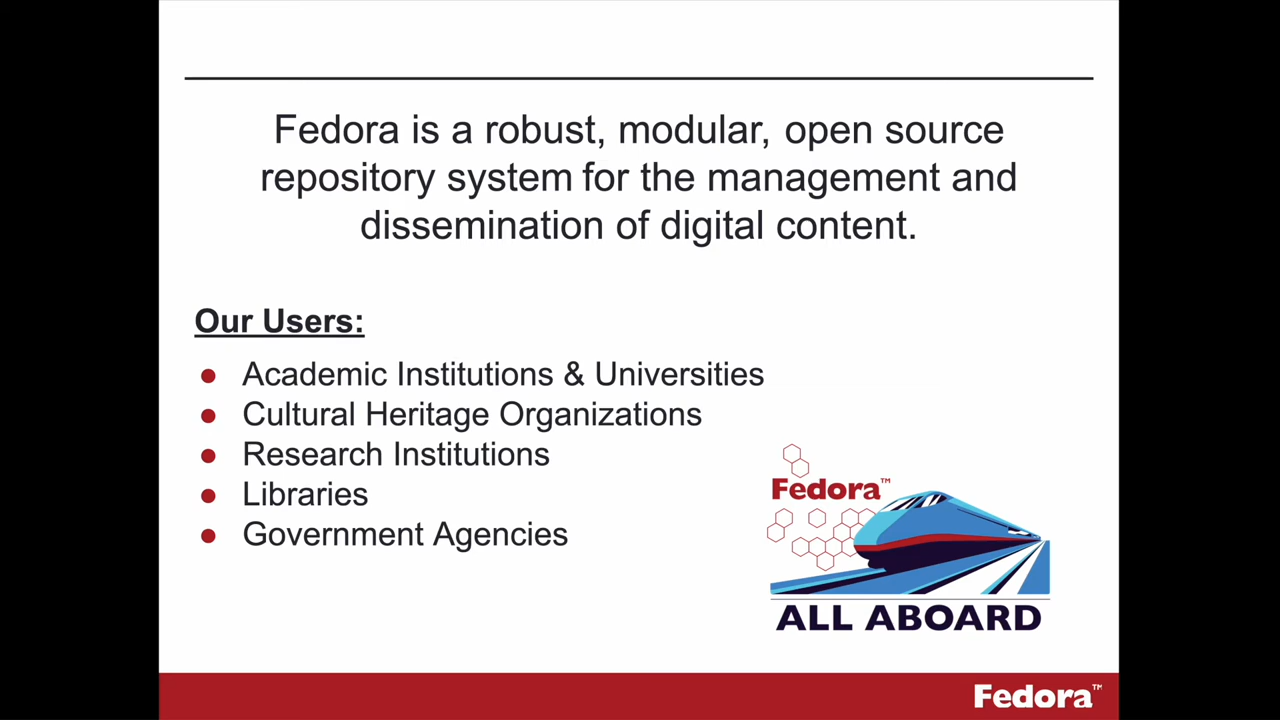 Fedora is a robust, modular, open source
repository system for the management and
dissemination of digital content.
Our Users:
● Academic Institutions & Universities
● Cultural Heritage Organizations
● Research Institutions
● Libraries
● Government Agencies
Fedora™
ALL ABOARD
Fedora™